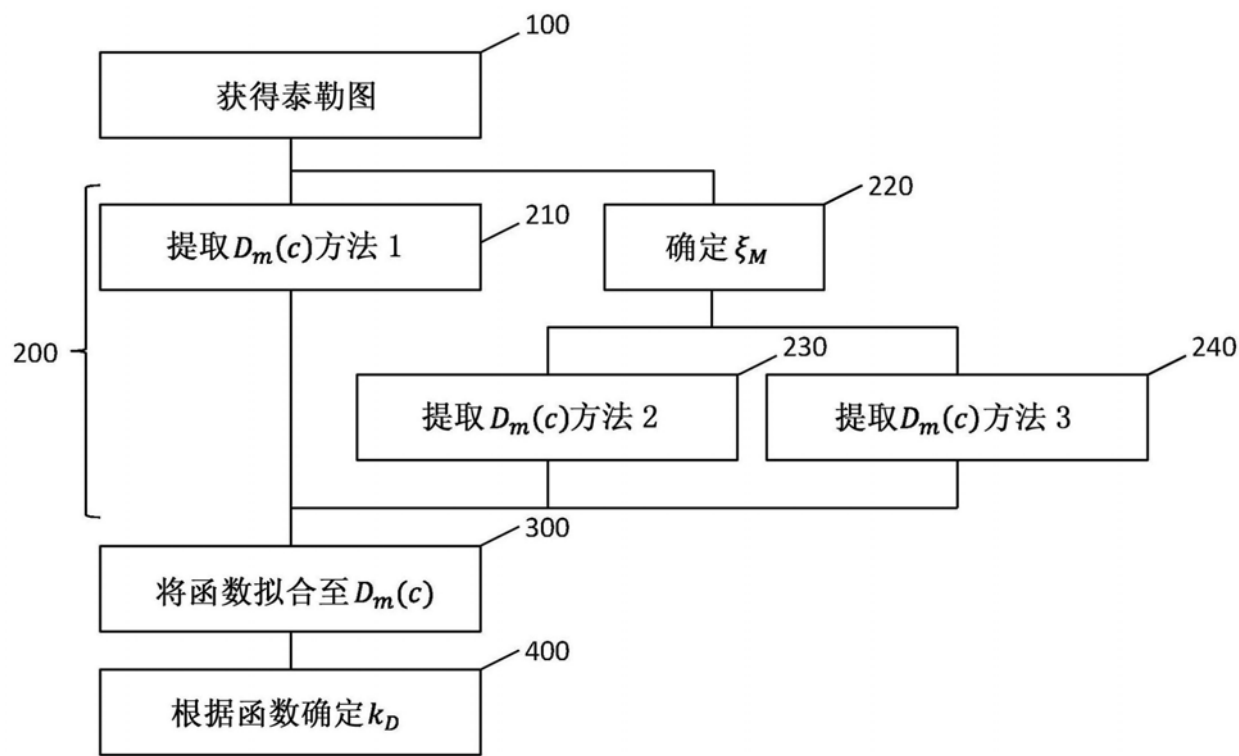 100
获得泰勒图
220
210
提取 D_m(c) 方法 1
确定 ξ_M
200
230
240
提取 D_m(c) 方法 2
提取 D_m(c) 方法 3
300
将函数拟合至 D_m(c)
400
根据函数确定 k_D